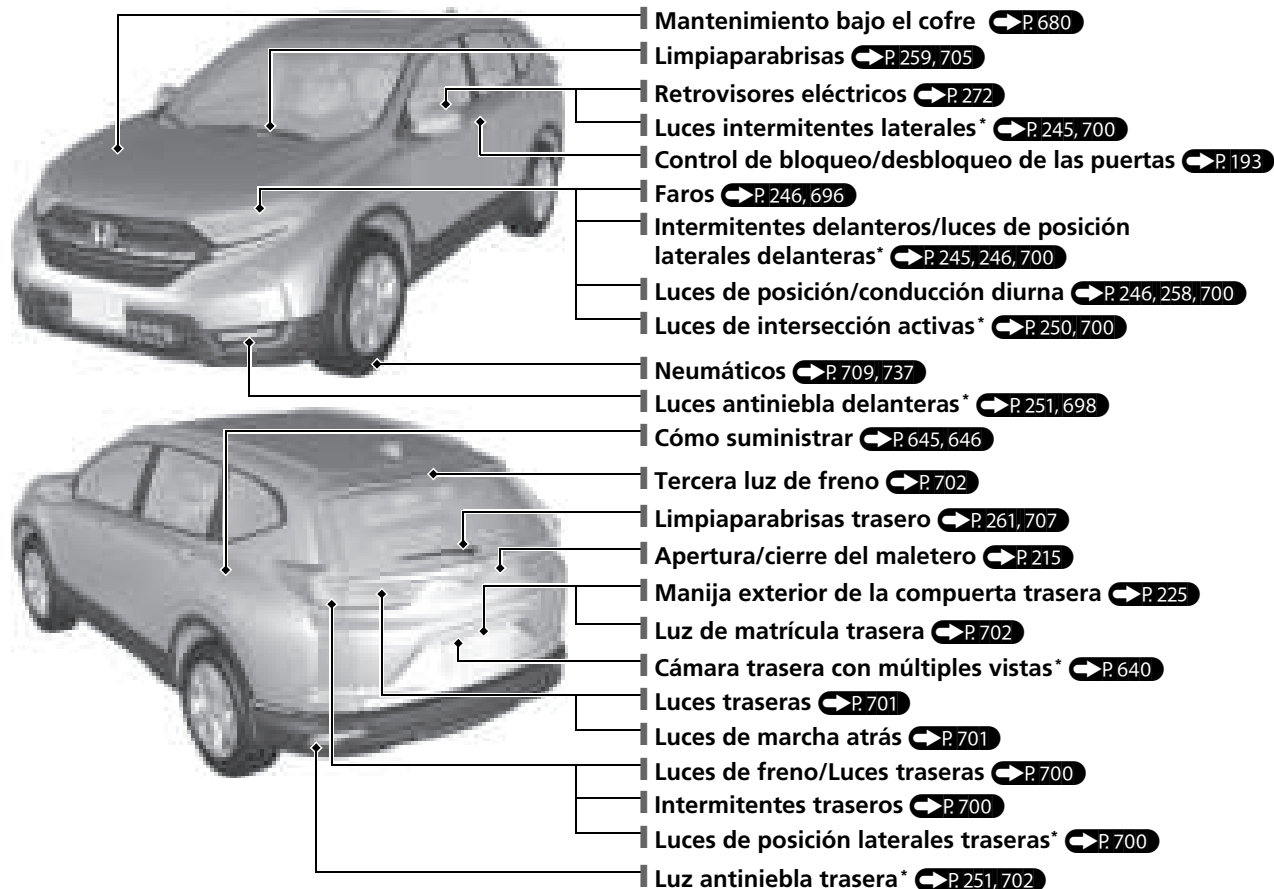 Mantenimiento bajo el cofre P. 680
Limpiaparabrisas P. 259, 705
Retrovisores eléctricos P. 272
Luces intermitentes laterales* P. 245, 700
Control de bloqueo/desbloqueo de las puertas P. 193
Faros P. 246, 696
Intermitentes delanteros/luces de posición
laterales delanteras* P. 245, 246, 700
Luces de posición/conducción diurna P. 246, 258, 700
Luces de intersección activas* P. 250, 700
Neumáticos P. 709, 737
Luces antiniebla delanteras* P. 251, 698
Cómo suministrar P. 645, 646
Tercera luz de freno P. 702
Limpiaparabrisas trasero P. 261, 707
Apertura/cierre del maletero P. 215
Manija exterior de la compuerta trasera P. 225
Luz de matrícula trasera P. 702
Cámara trasera con múltiples vistas* P. 640
Luces traseras P. 701
Luces de marcha atrás P. 701
Luces de freno/Luces traseras P. 700
Intermitentes traseros P. 700
Luces de posición laterales traseras* P. 700
Luz antiniebla trasera* P. 251, 702